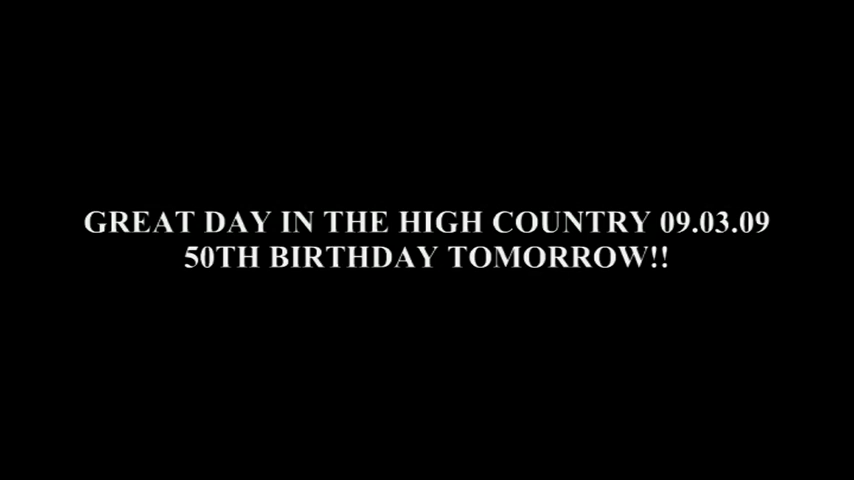 GREAT DAY IN THE HIGH COUNTRY 09.03.09
50TH BIRTHDAY TOMORROW!!